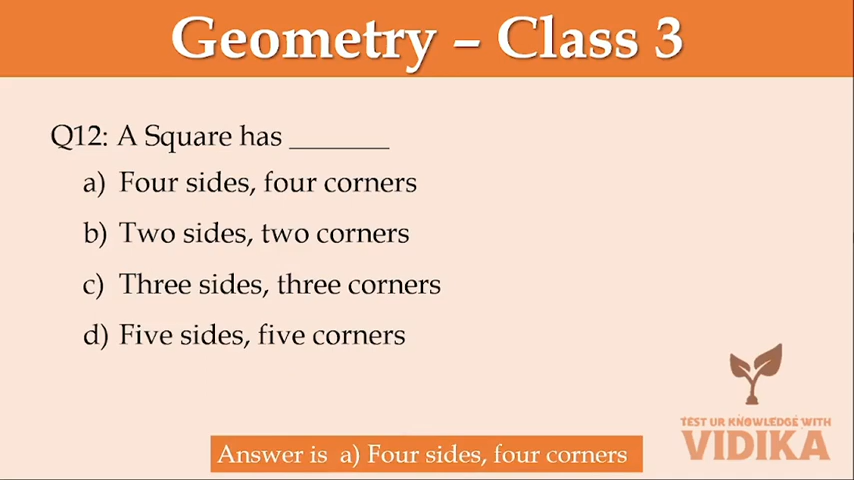 Geometry – Class 3
Q12: A Square has _______
a) Four sides, four corners
b) Two sides, two corners
c) Three sides, three corners
d) Five sides, five corners
TEST UR KNOWLEDGE WITH
VIDIKA
Answer is a) Four sides, four corners